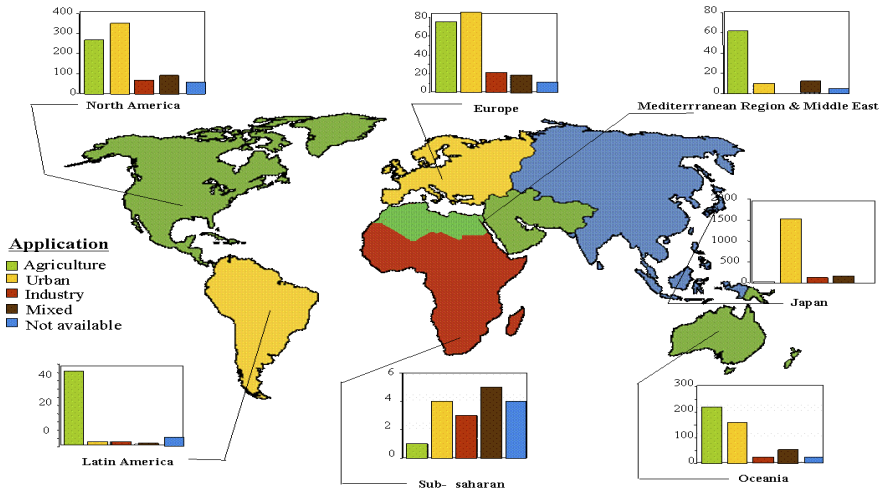 400
300
200
100
0
North America
80
60
40
20
0
Europe
80
60
40
20
0
Mediterrranean Region & Middle East
2000
1500
1000
500
0
Japan
Application
Agriculture
Urban
Industry
Mixed
Not available
40
20
0
Latin America
6
4
2
0
Sub- saharan
300
200
100
0
Oceania